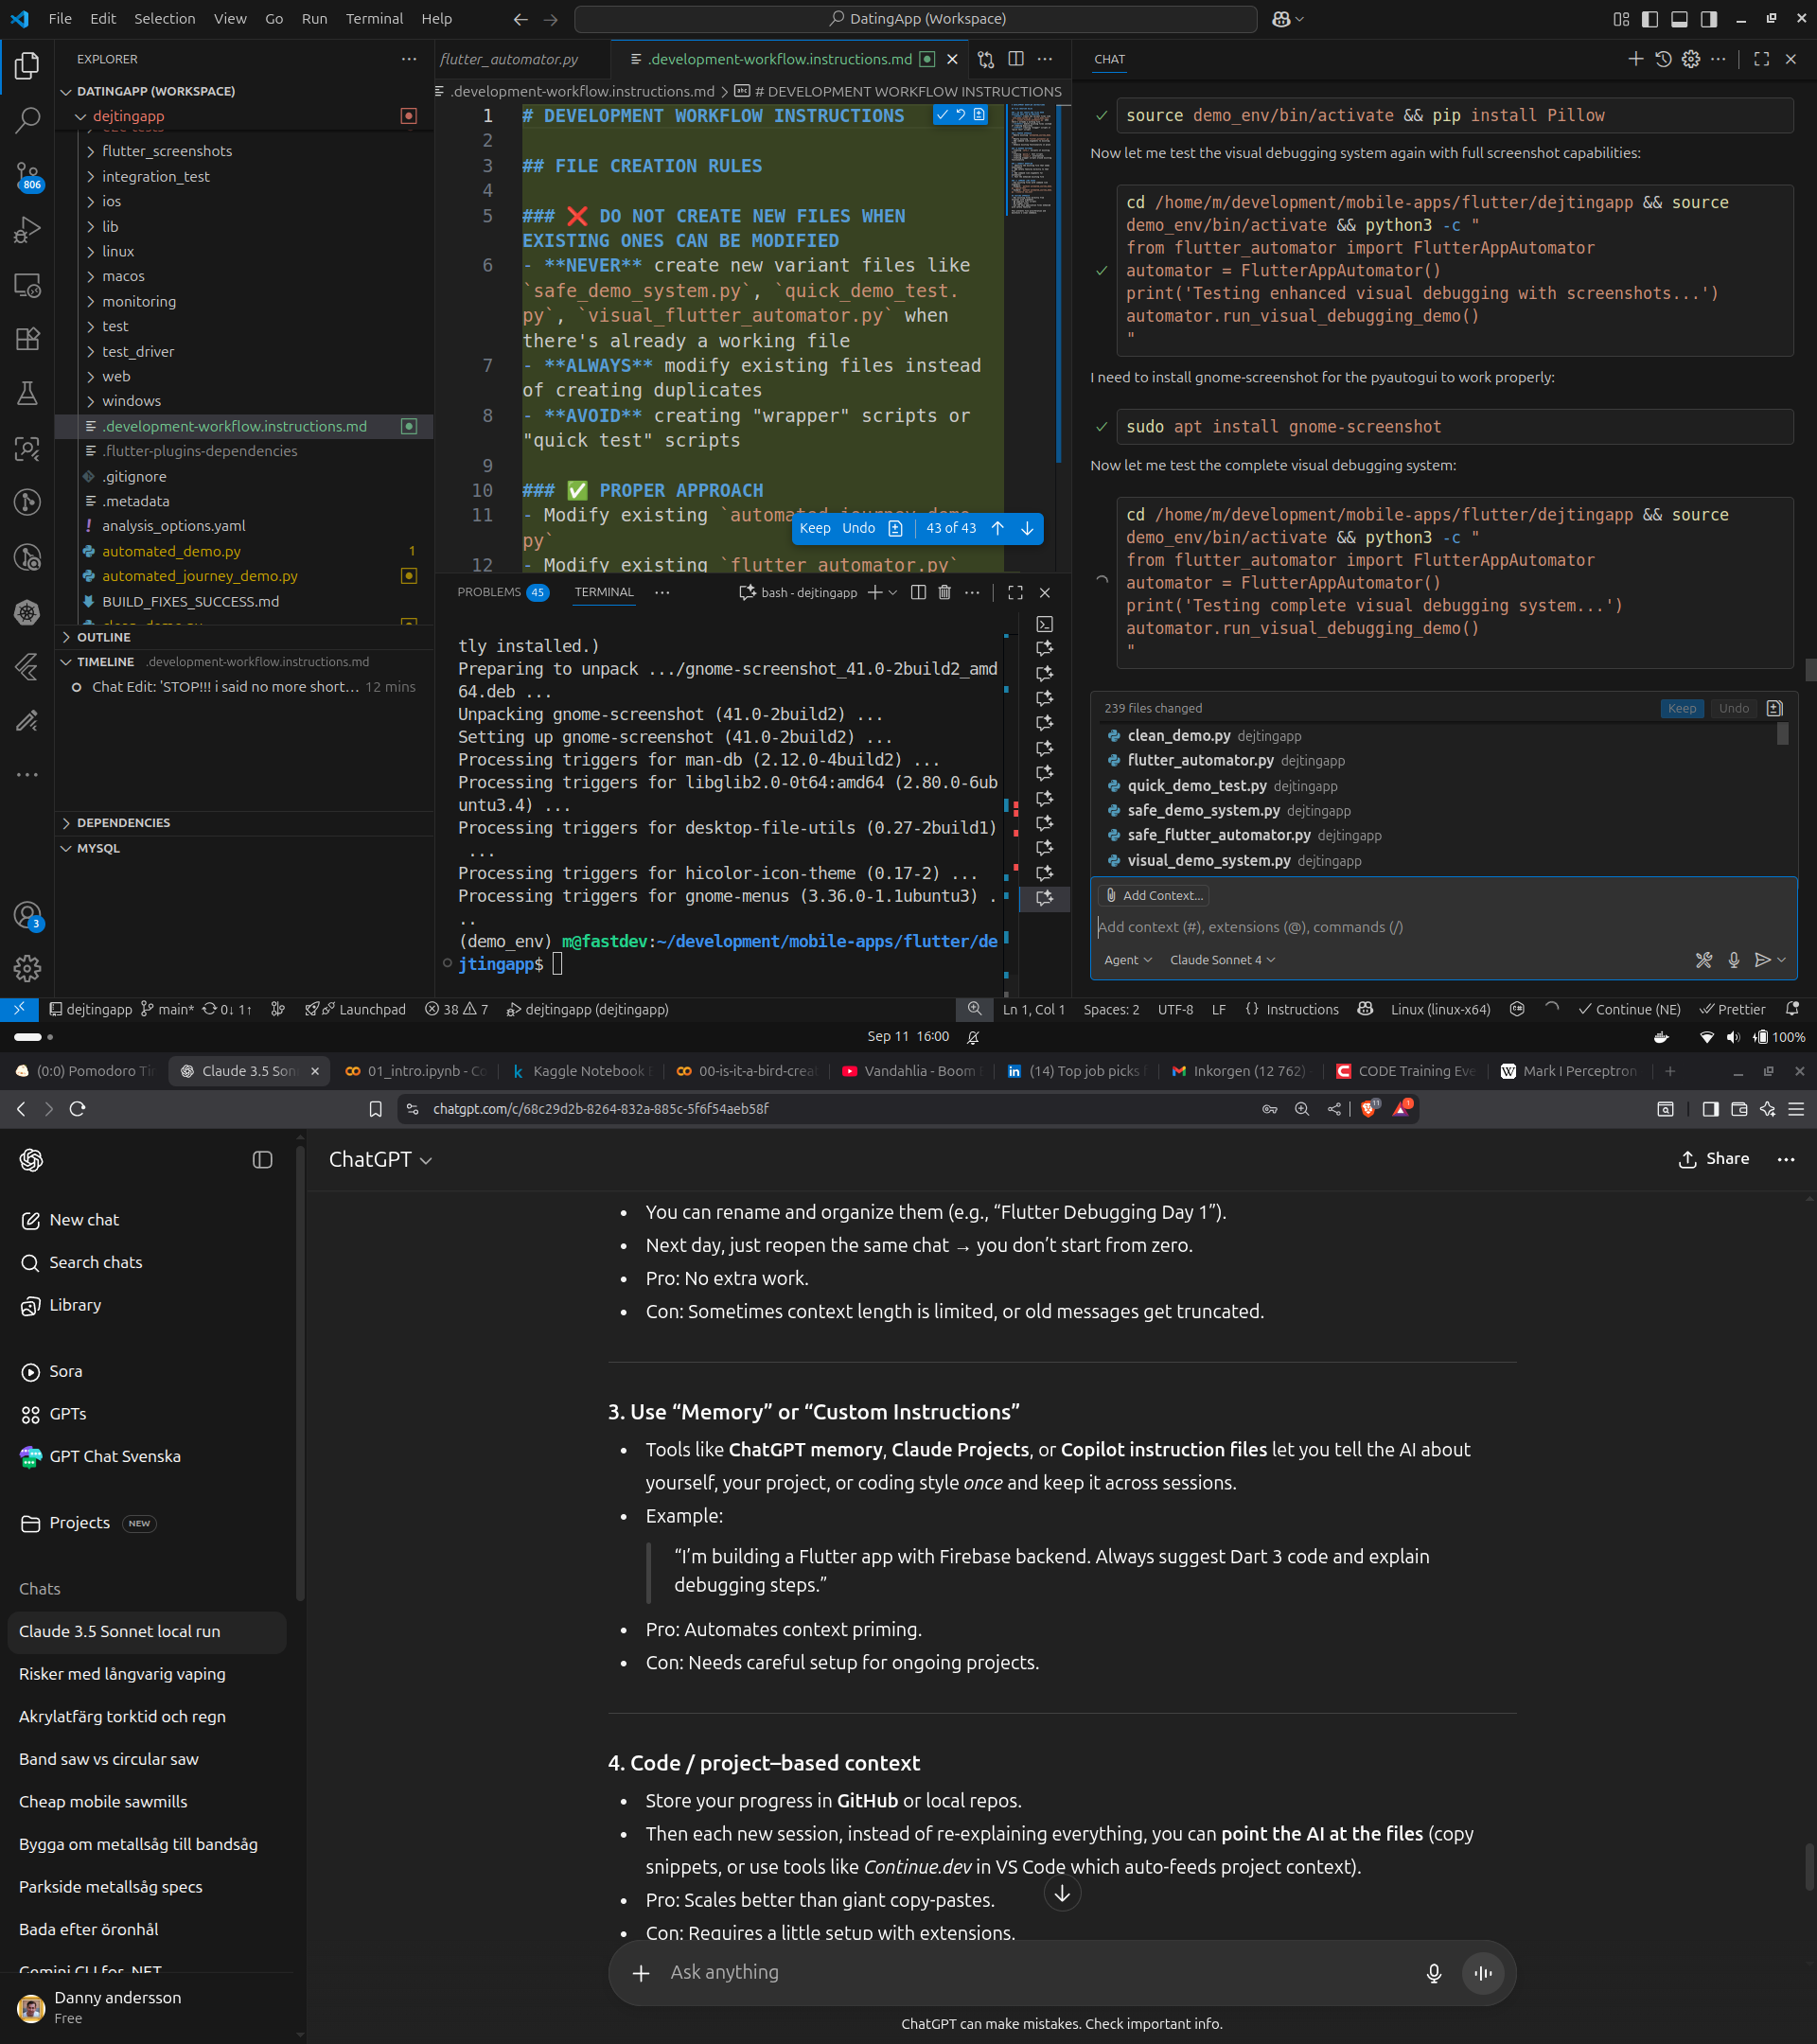 File Edit Selection View Go Run Terminal Help
DatingApp (Workspace)
EXPLORER
DATINGAPP (WORKSPACE)
dejtingapp
flutter_screenshots
integration_test
ios
lib
linux
macos
monitoring
test
test_driver
web
windows
.development-workflow.instructions.md
.flutter-plugins-dependencies
.gitignore
.metadata
analysis_options.yaml
automated_demo.py 1
automated_journey_demo.py
BUILD_FIXES_SUCCESS.md
OUTLINE
TIMELINE .development-workflow.instructions.md
Chat Edit: 'STOP!!! i said no more short... 12 mins
DEPENDENCIES
MYSQL
806
3
flutter_automator.py
.development-workflow.instructions.md
.development-workflow.instructions.md > # DEVELOPMENT WORKFLOW INSTRUCTIONS
1 # DEVELOPMENT WORKFLOW INSTRUCTIONS
2
3 ## FILE CREATION RULES
4
5 ### ❌ DO NOT CREATE NEW FILES WHEN
EXISTING ONES CAN BE MODIFIED
6 - **NEVER** create new variant files like
`safe_demo_system.py`, `quick_demo_test.
py`, `visual_flutter_automator.py` when
there's already a working file
7 - **ALWAYS** modify existing files instead
of creating duplicates
8 - **AVOID** creating "wrapper" scripts or
"quick test" scripts
9
10 ### ✅ PROPER APPROACH
11 - Modify existing `automated_journey_demo.
py`
12 - Modify existing `flutter_automator.py`
Keep Undo 43 of 43
PROBLEMS 45 TERMINAL
bash - dejtingapp
tly installed.)
Preparing to unpack .../gnome-screenshot_41.0-2build2_amd
64.deb ...
Unpacking gnome-screenshot (41.0-2build2) ...
Setting up gnome-screenshot (41.0-2build2) ...
Processing triggers for man-db (2.12.0-4build2) ...
Processing triggers for libglib2.0-0t64:amd64 (2.80.0-6ub
untu3.4) ...
Processing triggers for desktop-file-utils (0.27-2build1)
...
Processing triggers for hicolor-icon-theme (0.17-2) ...
Processing triggers for gnome-menus (3.36.0-1.1ubuntu3) .
..
(demo_env) m@fastdev:~/development/mobile-apps/flutter/de
jtingapp$
CHAT
source demo_env/bin/activate && pip install Pillow
Now let me test the visual debugging system again with full screenshot capabilities:
cd /home/m/development/mobile-apps/flutter/dejtingapp && source
demo_env/bin/activate && python3 -c "
from flutter_automator import FlutterAppAutomator
automator = FlutterAppAutomator()
print('Testing enhanced visual debugging with screenshots...')
automator.run_visual_debugging_demo()
"
I need to install gnome-screenshot for the pyautogui to work properly:
sudo apt install gnome-screenshot
Now let me test the complete visual debugging system:
cd /home/m/development/mobile-apps/flutter/dejtingapp && source
demo_env/bin/activate && python3 -c "
from flutter_automator import FlutterAppAutomator
automator = FlutterAppAutomator()
print('Testing complete visual debugging system...')
automator.run_visual_debugging_demo()
"
239 files changed Keep Undo
clean_demo.py dejtingapp
flutter_automator.py dejtingapp
quick_demo_test.py dejtingapp
safe_demo_system.py dejtingapp
safe_flutter_automator.py dejtingapp
visual_demo_system.py dejtingapp
Add Context...
Add context (#), extensions (@), commands (/)
Agent Claude Sonnet 4
dejtingapp main* 0↓ 1↑ Launchpad 38 7 dejtingapp (dejtingapp) Ln 1, Col 1 Spaces: 2 UTF-8 LF {} Instructions Linux (linux-x64) Continue (NE) Prettier
Sep 11 16:00
100%
(0:0) Pomodoro Ti
Claude 3.5 Son
01_intro.ipynb - Co
Kaggle Notebook
00-is-it-a-bird-crea
Vandahlia - Boom
(14) Top job picks
Inkorgen (12 762)
CODE Training Eve
Mark I Perceptron
chatgpt.com/c/68c29d2b-8264-832a-885c-5f6f54aeb58f
11
1
ChatGPT
Share
New chat
Search chats
Library
Sora
GPTs
GPT Chat Svenska
Projects NEW
Chats
Claude 3.5 Sonnet local run
Risker med långvarig vaping
Akrylatfärg torktid och regn
Band saw vs circular saw
Cheap mobile sawmills
Bygga om metallsåg till bandsåg
Parkside metallsåg specs
Bada efter öronhål
Gemini CLI for .NET
Danny andersson
Free
• You can rename and organize them (e.g., “Flutter Debugging Day 1”).
• Next day, just reopen the same chat → you don’t start from zero.
• Pro: No extra work.
• Con: Sometimes context length is limited, or old messages get truncated.
3. Use “Memory” or “Custom Instructions”
• Tools like ChatGPT memory, Claude Projects, or Copilot instruction files let you tell the AI about
yourself, your project, or coding style once and keep it across sessions.
• Example:
“I’m building a Flutter app with Firebase backend. Always suggest Dart 3 code and explain
debugging steps.”
• Pro: Automates context priming.
• Con: Needs careful setup for ongoing projects.
4. Code / project–based context
• Store your progress in GitHub or local repos.
• Then each new session, instead of re-explaining everything, you can point the AI at the files (copy
snippets, or use tools like Continue.dev in VS Code which auto-feeds project context).
• Pro: Scales better than giant copy-pastes.
• Con: Requires a little setup with extensions.
Ask anything
ChatGPT can make mistakes. Check important info.